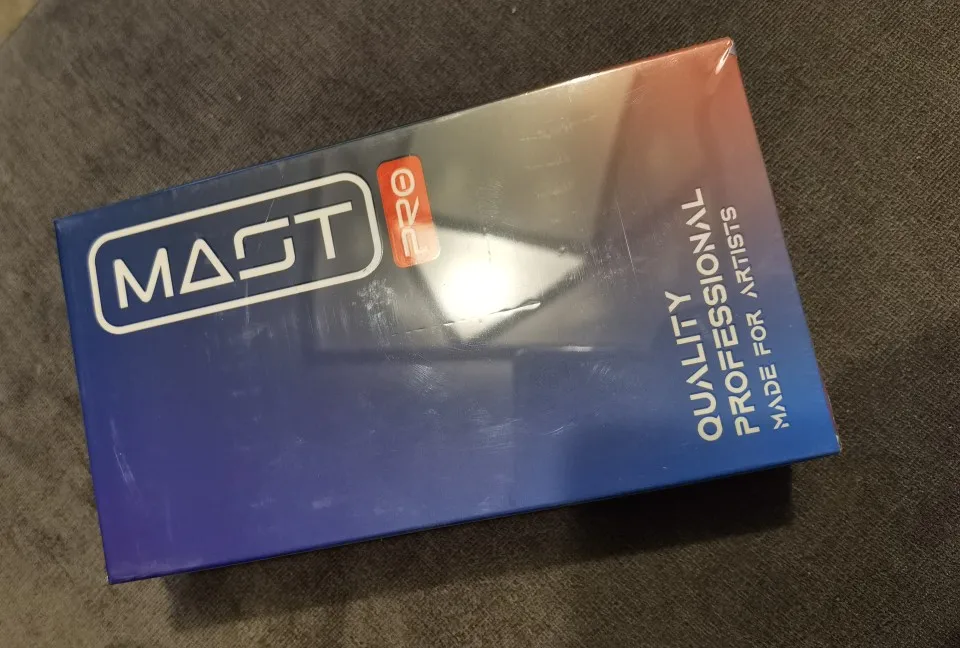 MAST
PRO
QUALITY
PROFESSIONAL
MADE FOR ARTISTS